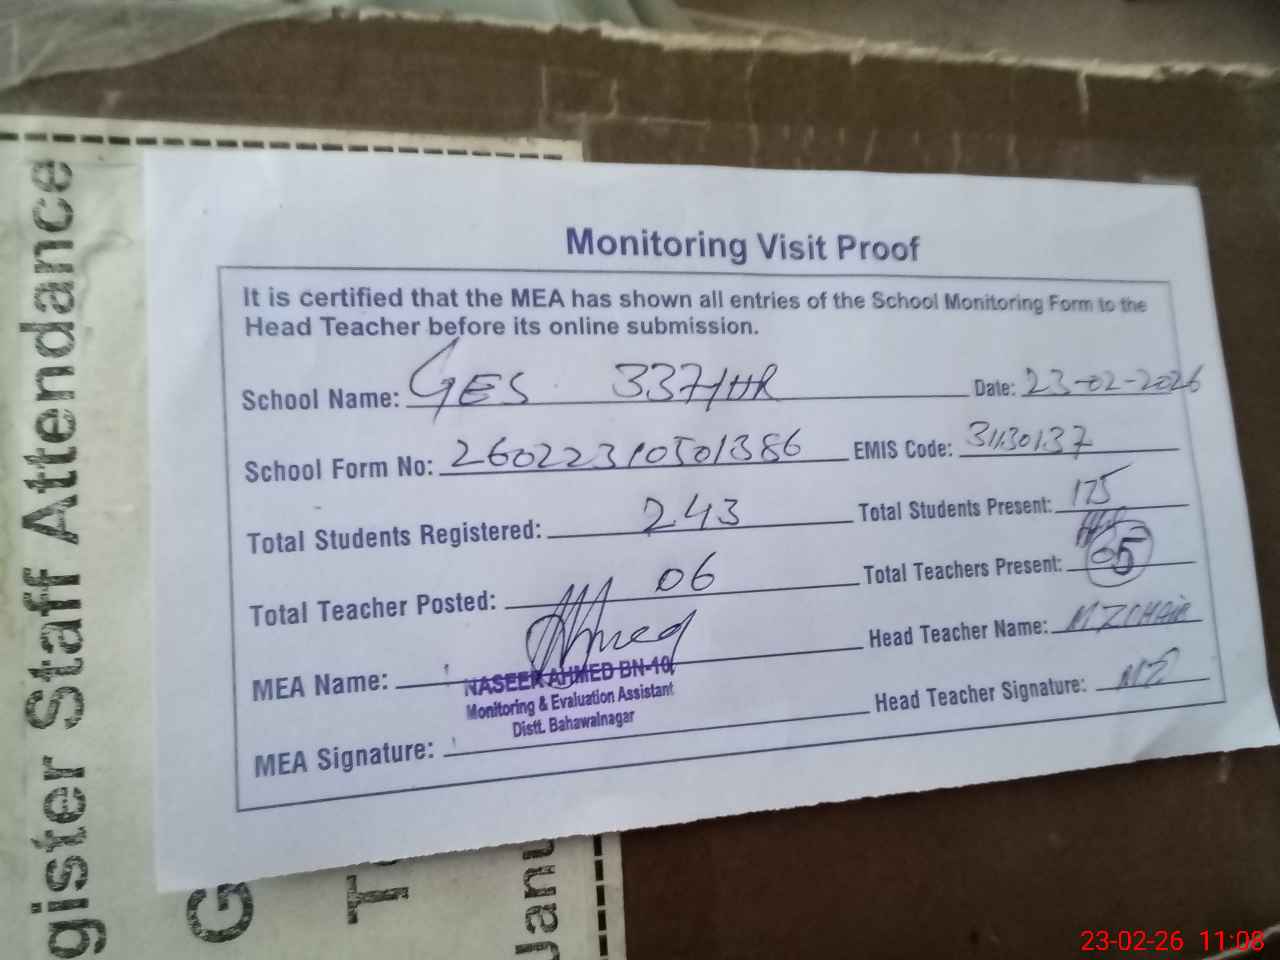 Register Staff Attendance
G
Janu
Monitoring Visit Proof
It is certified that the MEA has shown all entries of the School Monitoring Form to the
Head Teacher before its online submission.
School Name: GES 337/HR Date: 23-02-2026
School Form No: 26022310501386 EMIS Code: 31130137
Total Students Registered: 243 Total Students Present: 175
Total Teacher Posted: 06 Total Teachers Present: 05
MEA Name: Head Teacher Name:
NASEER AHMED BN-10
Monitoring & Evaluation Assistant
Distt. Bahawalnagar
MEA Signature: Head Teacher Signature:
23-02-26 11:08